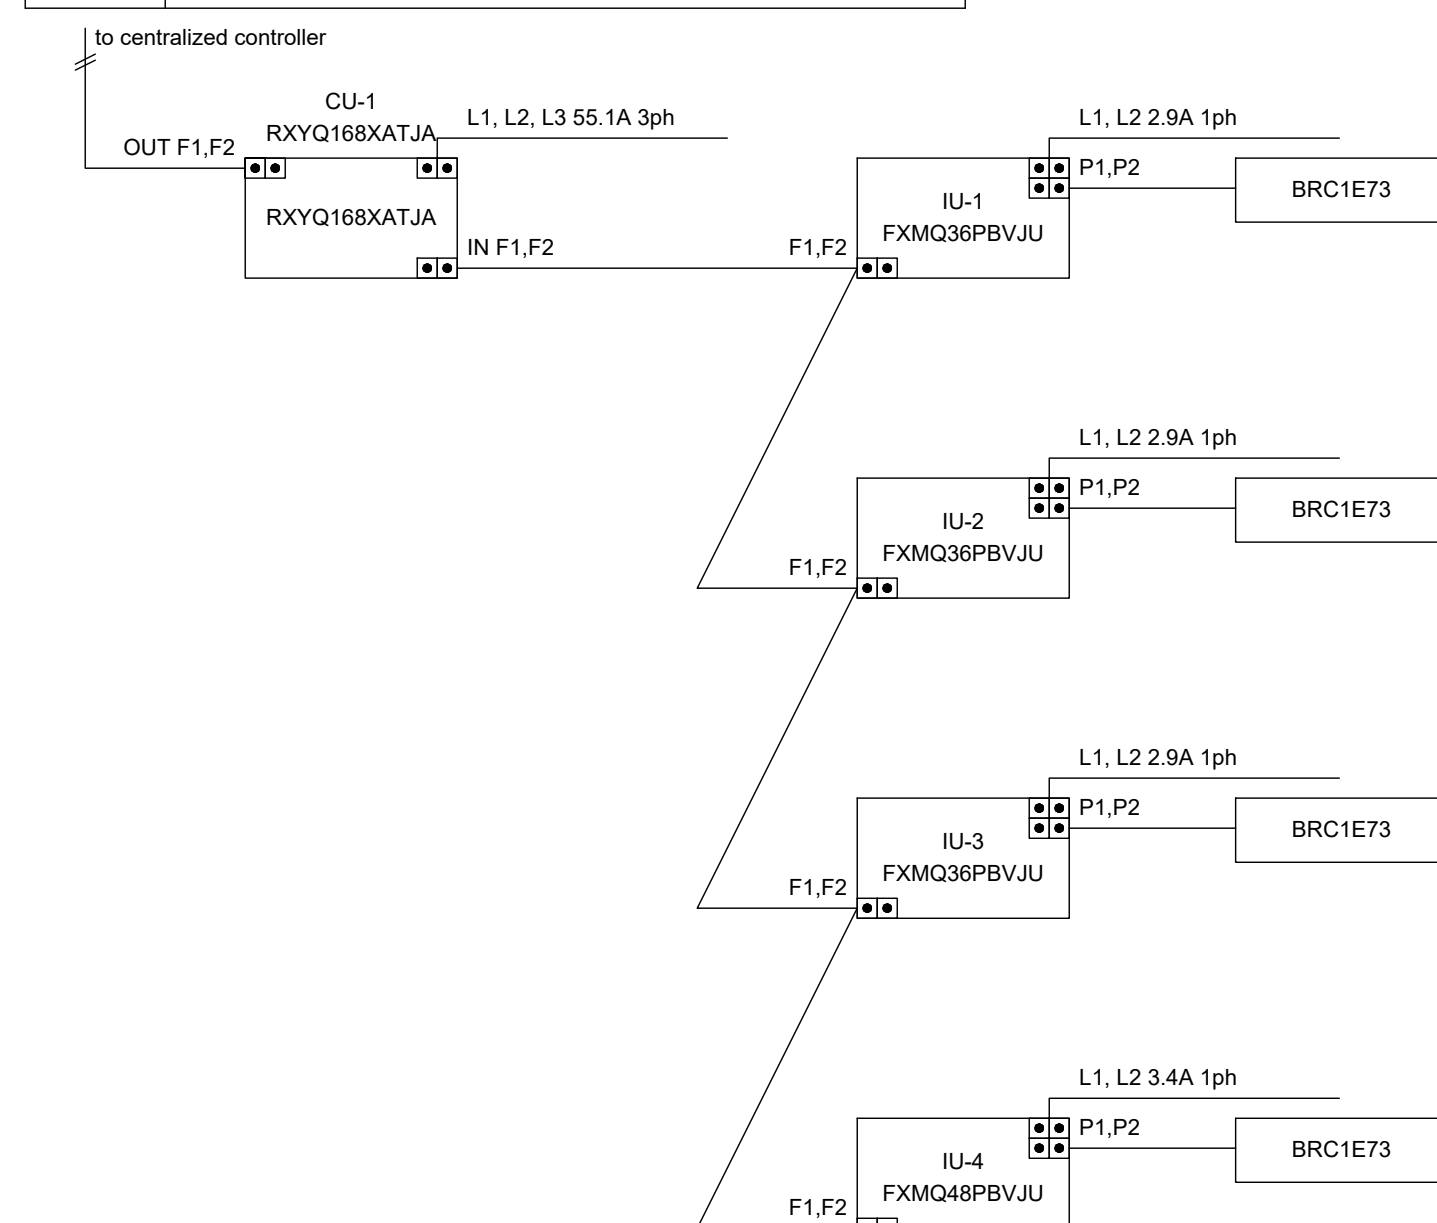 to centralized controller
CU-1
RXYQ168XATJA
L1, L2, L3 55.1A 3ph
OUT F1,F2
RXYQ168XATJA
IN F1,F2
L1, L2 2.9A 1ph
P1,P2
IU-1
FXMQ36PBVJU
F1,F2
BRC1E73
L1, L2 2.9A 1ph
P1,P2
IU-2
FXMQ36PBVJU
F1,F2
BRC1E73
L1, L2 2.9A 1ph
P1,P2
IU-3
FXMQ36PBVJU
F1,F2
BRC1E73
L1, L2 3.4A 1ph
P1,P2
IU-4
FXMQ48PBVJU
F1,F2
BRC1E73